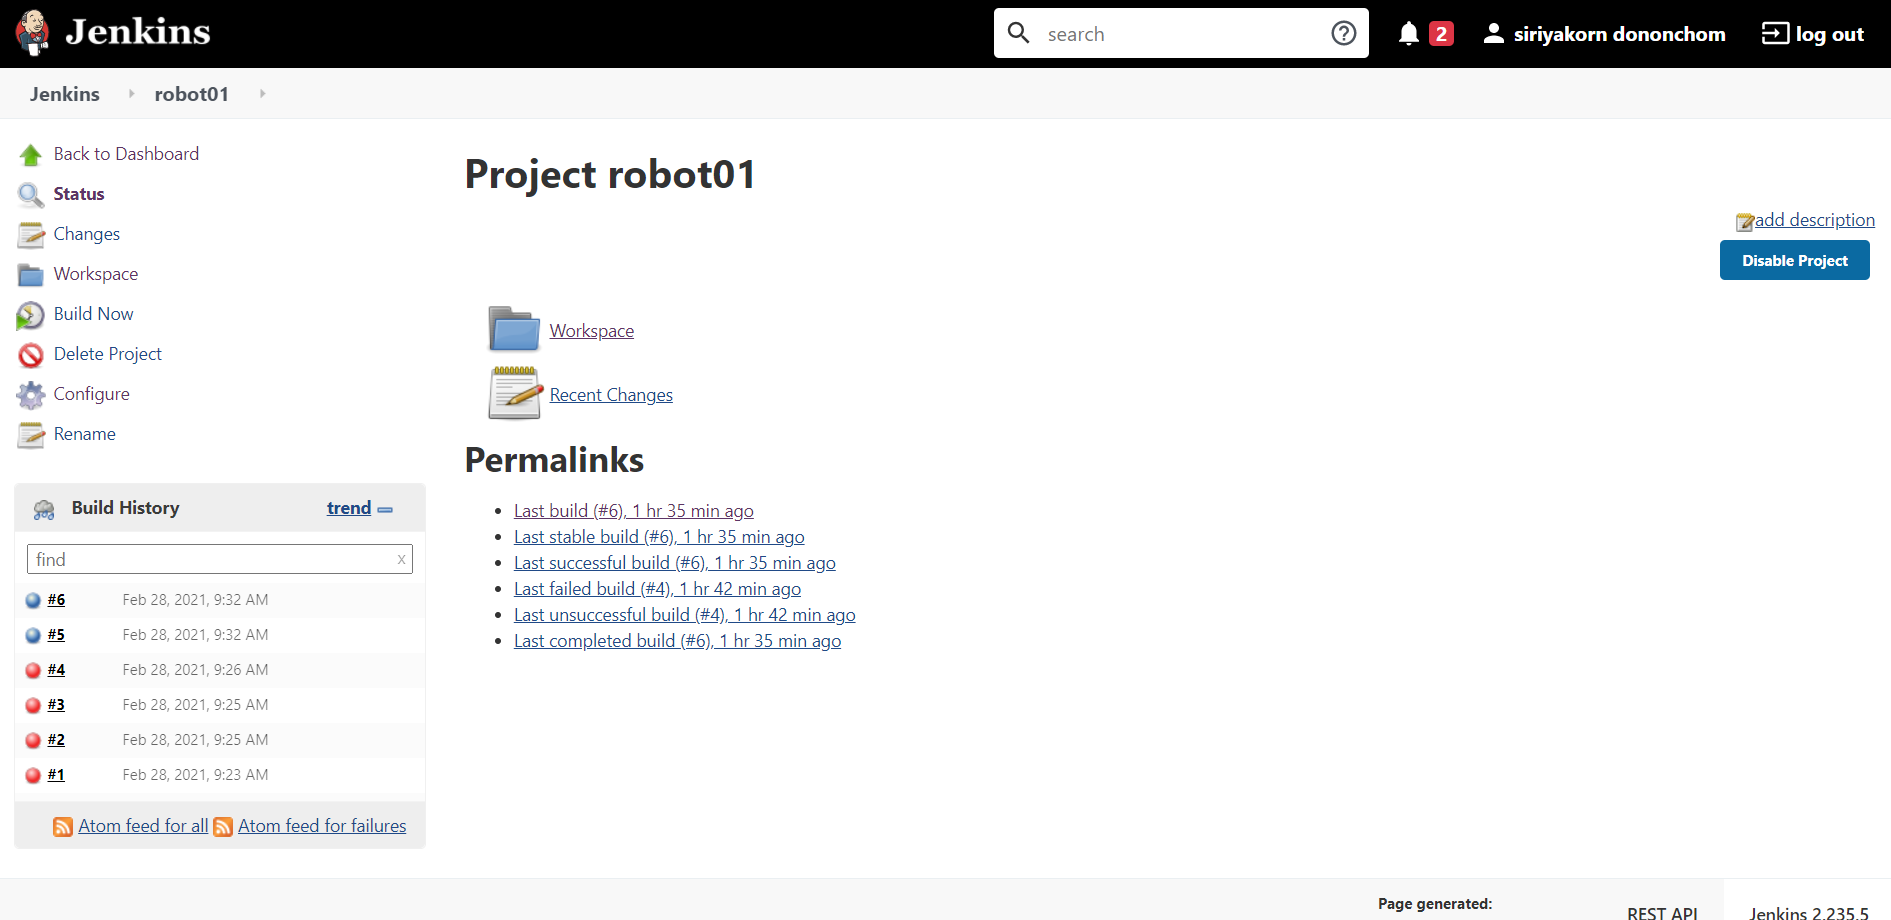 Jenkins
search
2
siriyakorn dononchom
log out
Jenkins
robot01
Back to Dashboard
Status
Changes
Workspace
Build Now
Delete Project
Configure
Rename
Build History
trend
find
x
#6 Feb 28, 2021, 9:32 AM
#5 Feb 28, 2021, 9:32 AM
#4 Feb 28, 2021, 9:26 AM
#3 Feb 28, 2021, 9:25 AM
#2 Feb 28, 2021, 9:25 AM
#1 Feb 28, 2021, 9:23 AM
Atom feed for all
Atom feed for failures
Project robot01
add description
Disable Project
Workspace
Recent Changes
Permalinks
Last build (#6), 1 hr 35 min ago
Last stable build (#6), 1 hr 35 min ago
Last successful build (#6), 1 hr 35 min ago
Last failed build (#4), 1 hr 42 min ago
Last unsuccessful build (#4), 1 hr 42 min ago
Last completed build (#6), 1 hr 35 min ago
Page generated:
REST API
Jenkins 2.235.5